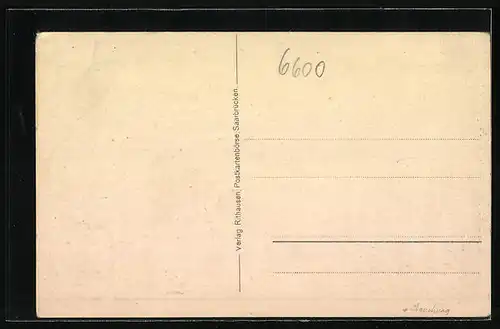 6600
Verlag: Rithausen, Postkartenbörse, Saarbrücken.